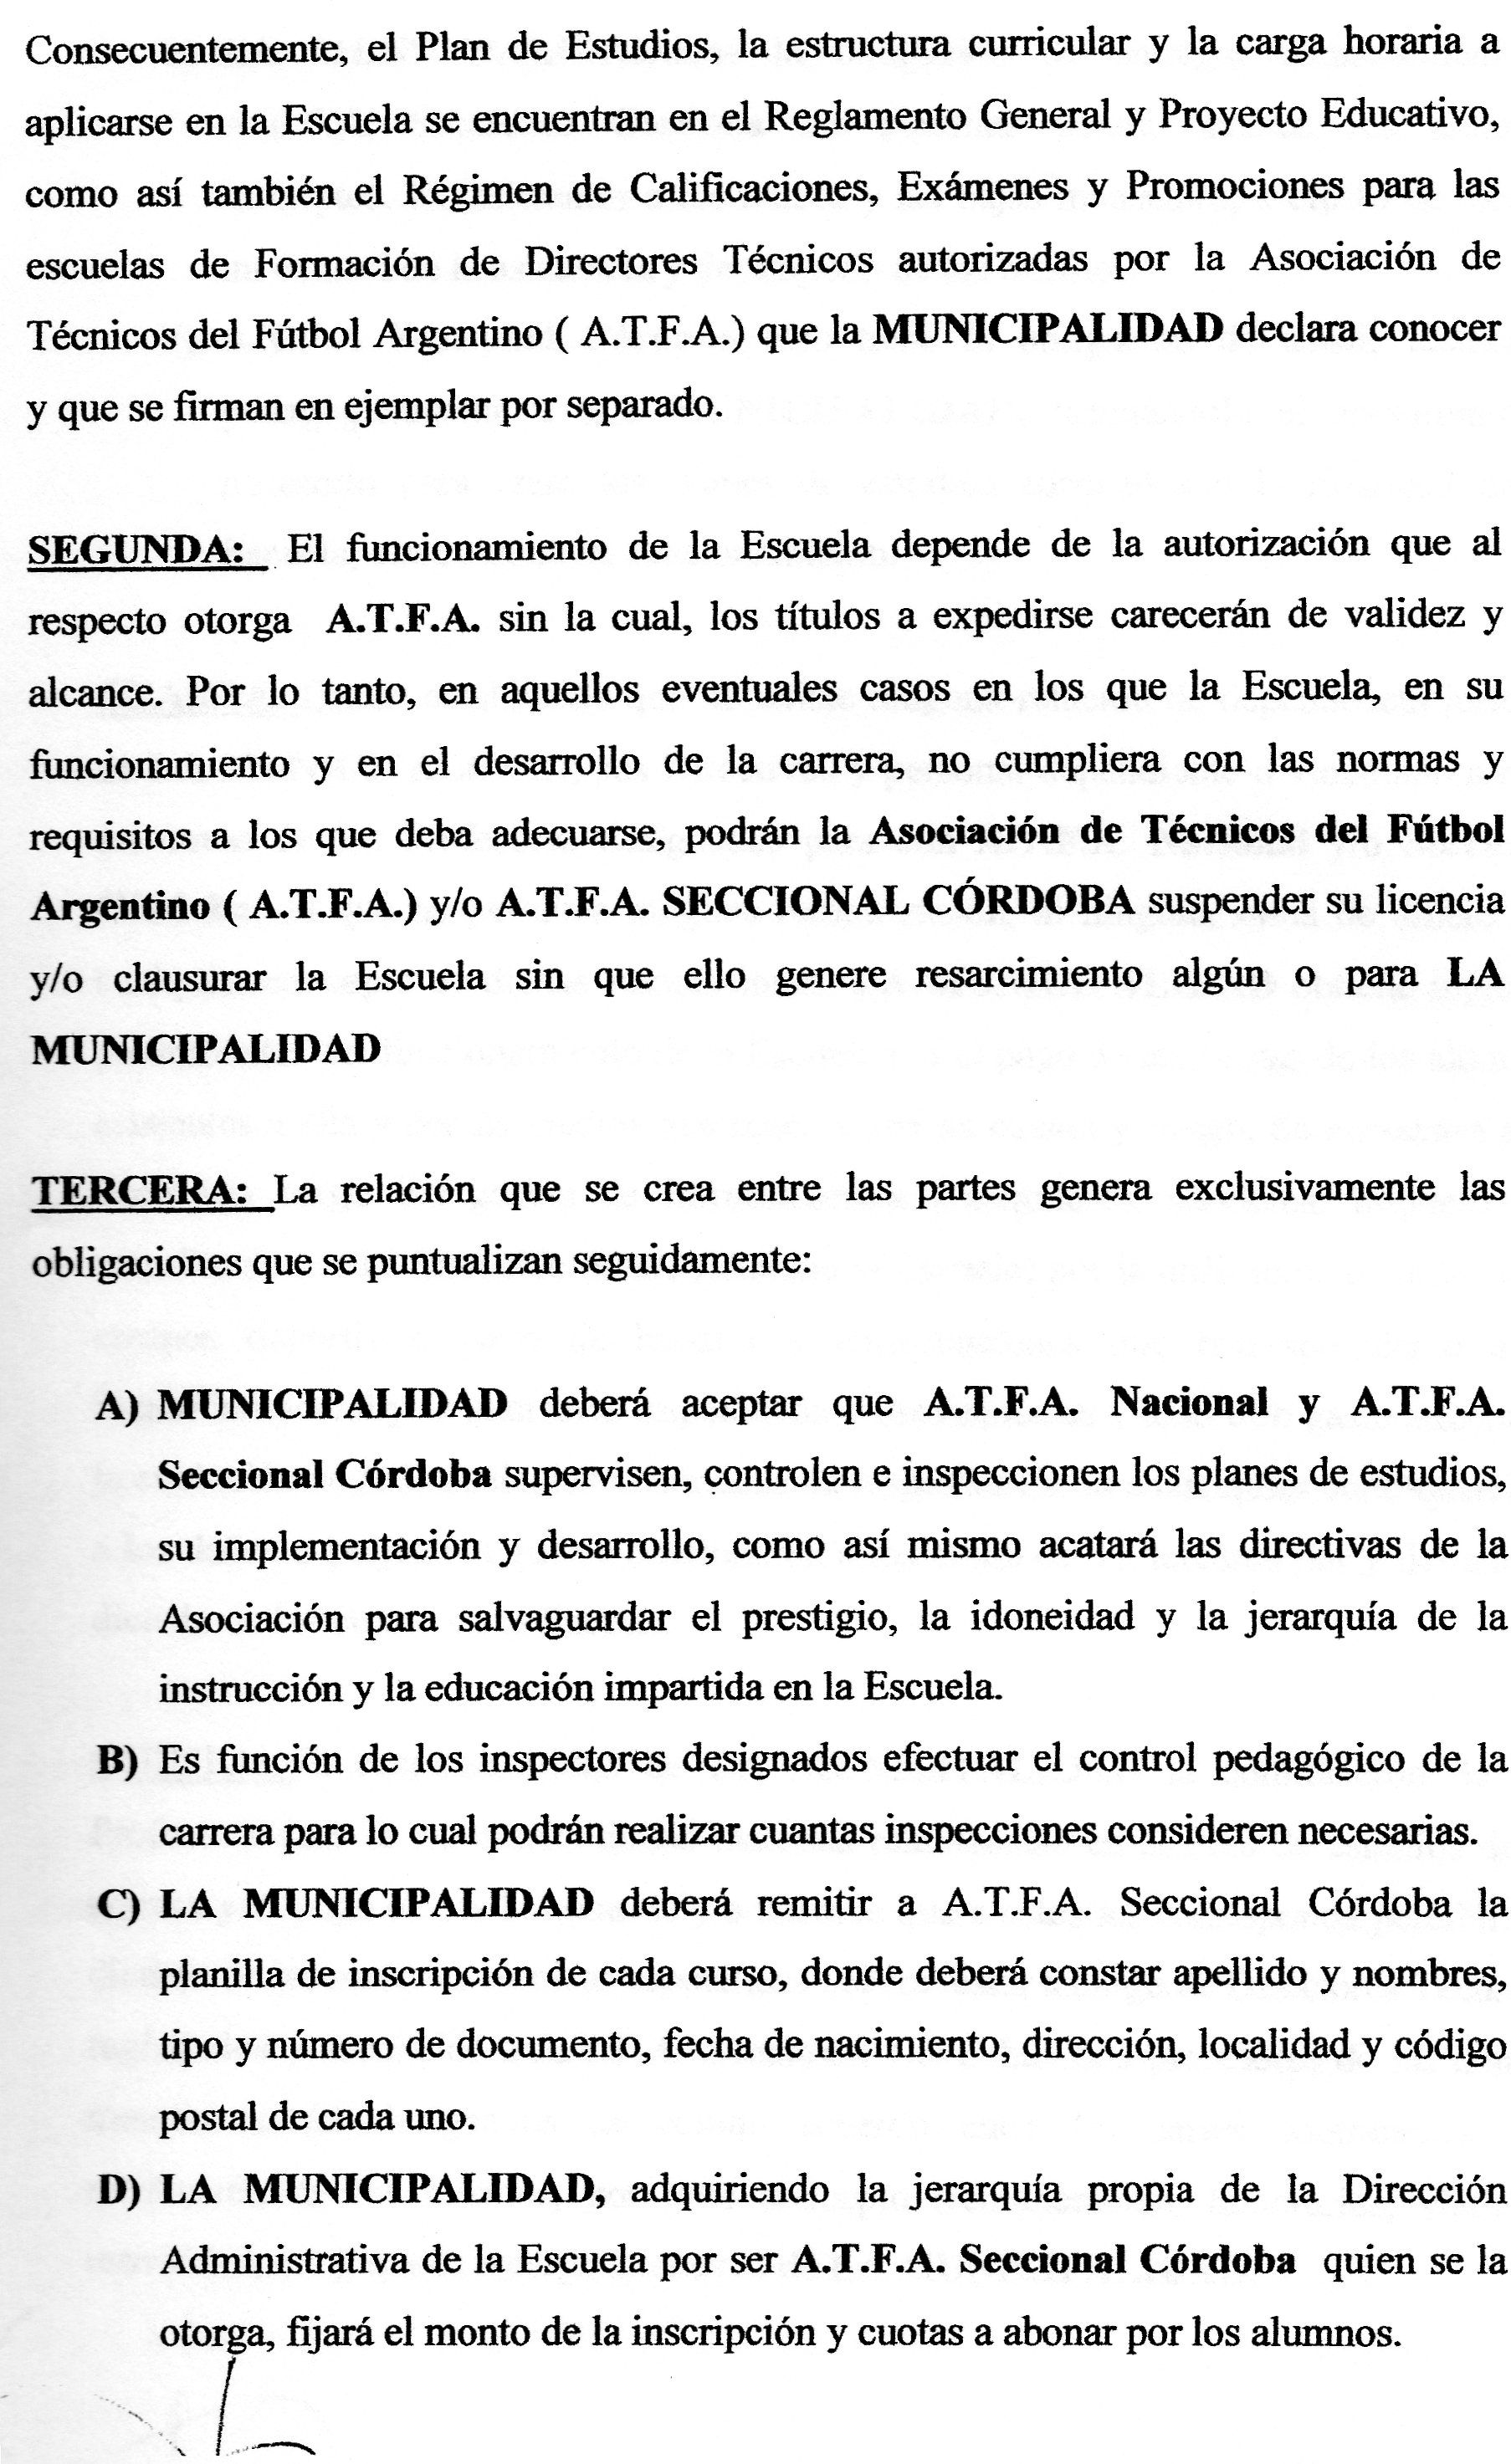 Consecuentemente, el Plan de Estudios, la estructura curricular y la carga horaria a
aplicarse en la Escuela se encuentran en el Reglamento General y Proyecto Educativo,
como así también el Régimen de Calificaciones, Exámenes y Promociones para las
escuelas de Formación de Directores Técnicos autorizadas por la Asociación de
Técnicos del Fútbol Argentino ( A.T.F.A.) que la MUNICIPALIDAD declara conocer
y que se firman en ejemplar por separado.
SEGUNDA: El funcionamiento de la Escuela depende de la autorización que al
respecto otorga A.T.F.A. sin la cual, los títulos a expedirse carecerán de validez y
alcance. Por lo tanto, en aquellos eventuales casos en los que la Escuela, en su
funcionamiento y en el desarrollo de la carrera, no cumpliera con las normas y
requisitos a los que deba adecuarse, podrán la Asociación de Técnicos del Fútbol
Argentino ( A.T.F.A.) y/o A.T.F.A. SECCIONAL CÓRDOBA suspender su licencia
y/o clausurar la Escuela sin que ello genere resarcimiento algún o para LA
MUNICIPALIDAD
TERCERA: La relación que se crea entre las partes genera exclusivamente las
obligaciones que se puntualizan seguidamente:
A) MUNICIPALIDAD deberá aceptar que A.T.F.A. Nacional y A.T.F.A.
Seccional Córdoba supervisen, controlen e inspeccionen los planes de estudios,
su implementación y desarrollo, como así mismo acatará las directivas de la
Asociación para salvaguardar el prestigio, la idoneidad y la jerarquía de la
instrucción y la educación impartida en la Escuela.
B) Es función de los inspectores designados efectuar el control pedagógico de la
carrera para lo cual podrán realizar cuantas inspecciones consideren necesarias.
C) LA MUNICIPALIDAD deberá remitir a A.T.F.A. Seccional Córdoba la
planilla de inscripción de cada curso, donde deberá constar apellido y nombres,
tipo y número de documento, fecha de nacimiento, dirección, localidad y código
postal de cada uno.
D) LA MUNICIPALIDAD, adquiriendo la jerarquía propia de la Dirección
Administrativa de la Escuela por ser A.T.F.A. Seccional Córdoba quien se la
otorga, fijará el monto de la inscripción y cuotas a abonar por los alumnos.